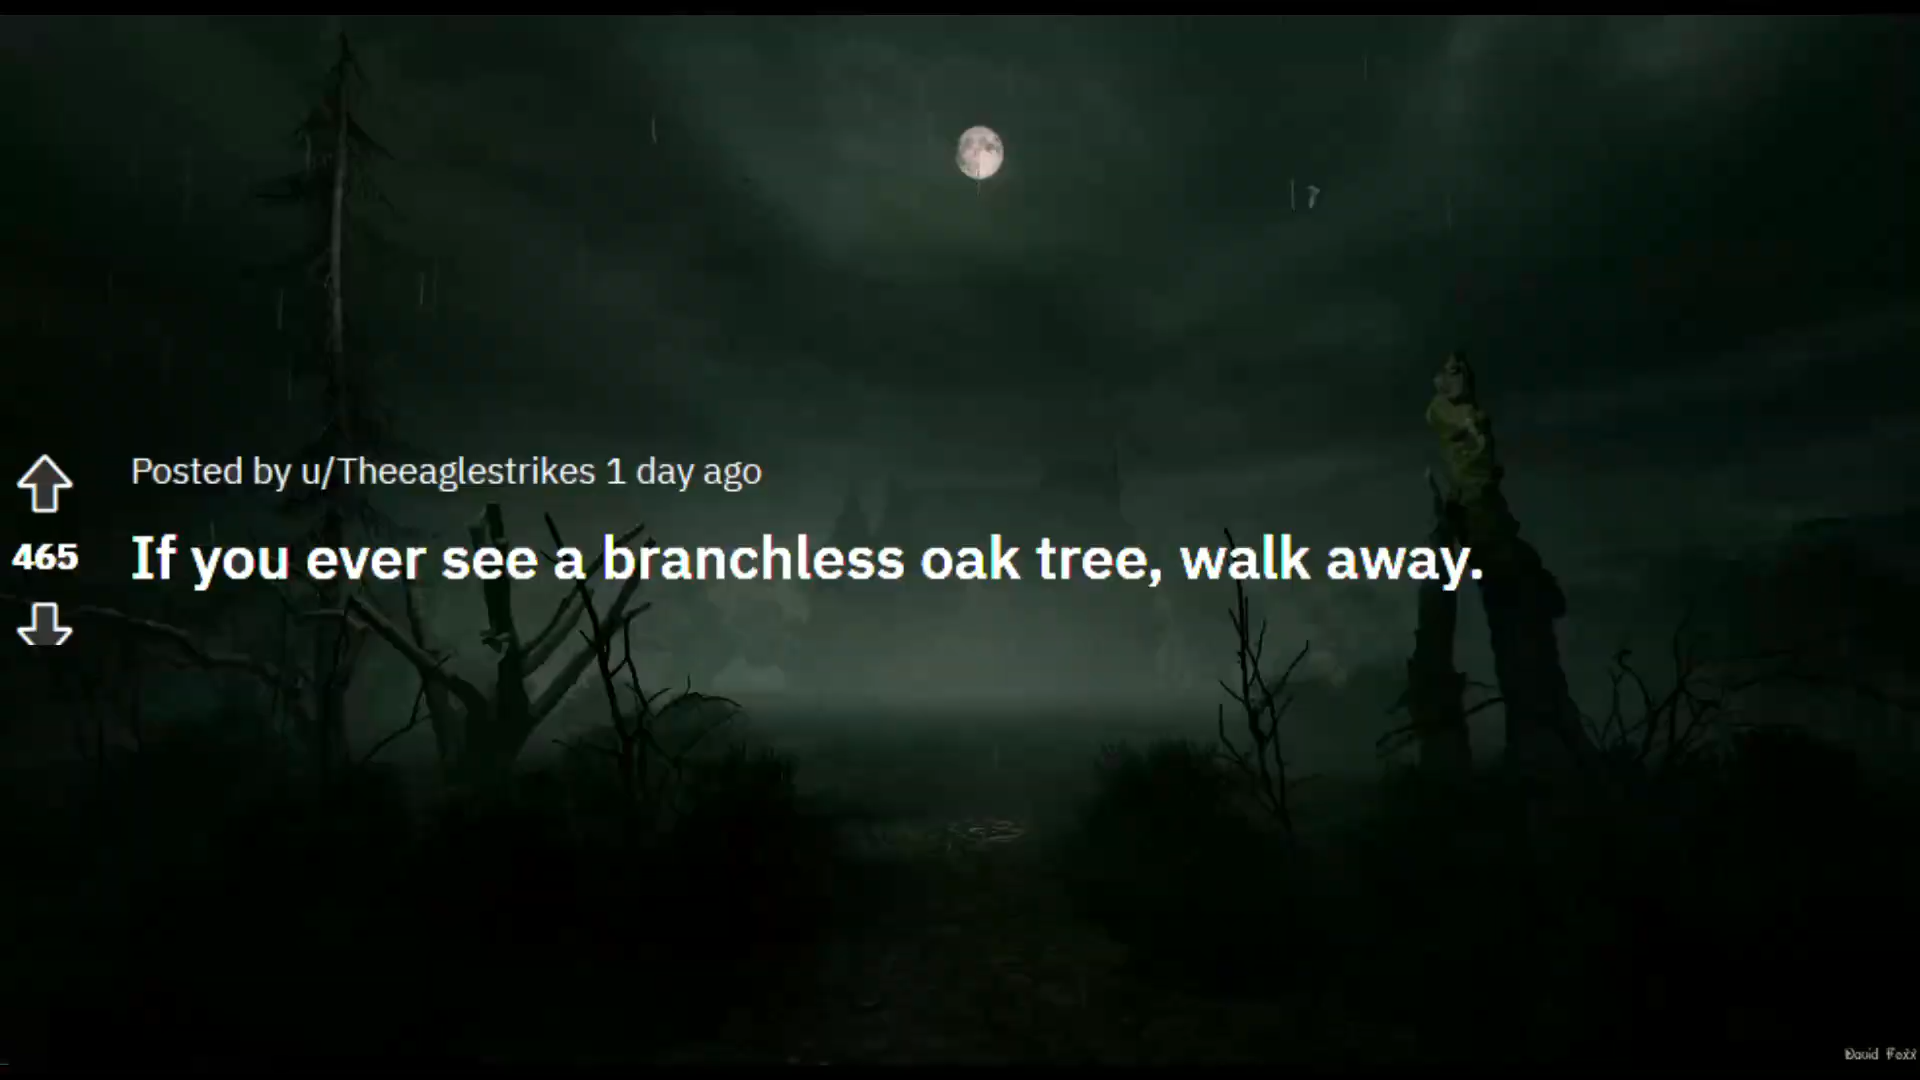 Posted by u/Theeaglestrikes 1 day ago
465
If you ever see a branchless oak tree, walk away.
David Foxx